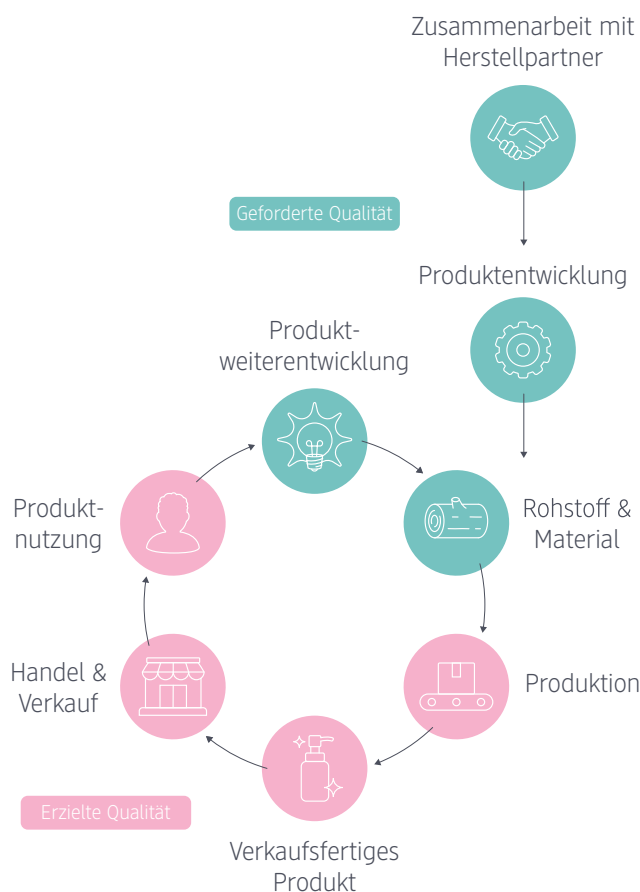 Zusammenarbeit mit
Herstellpartner
Geforderte Qualität
Produktentwicklung
Produkt-
weiterentwicklung
Produkt-
nutzung
Rohstoff &
Material
Handel &
Verkauf
Produktion
Erzielte Qualität
Verkaufsfertiges
Produkt